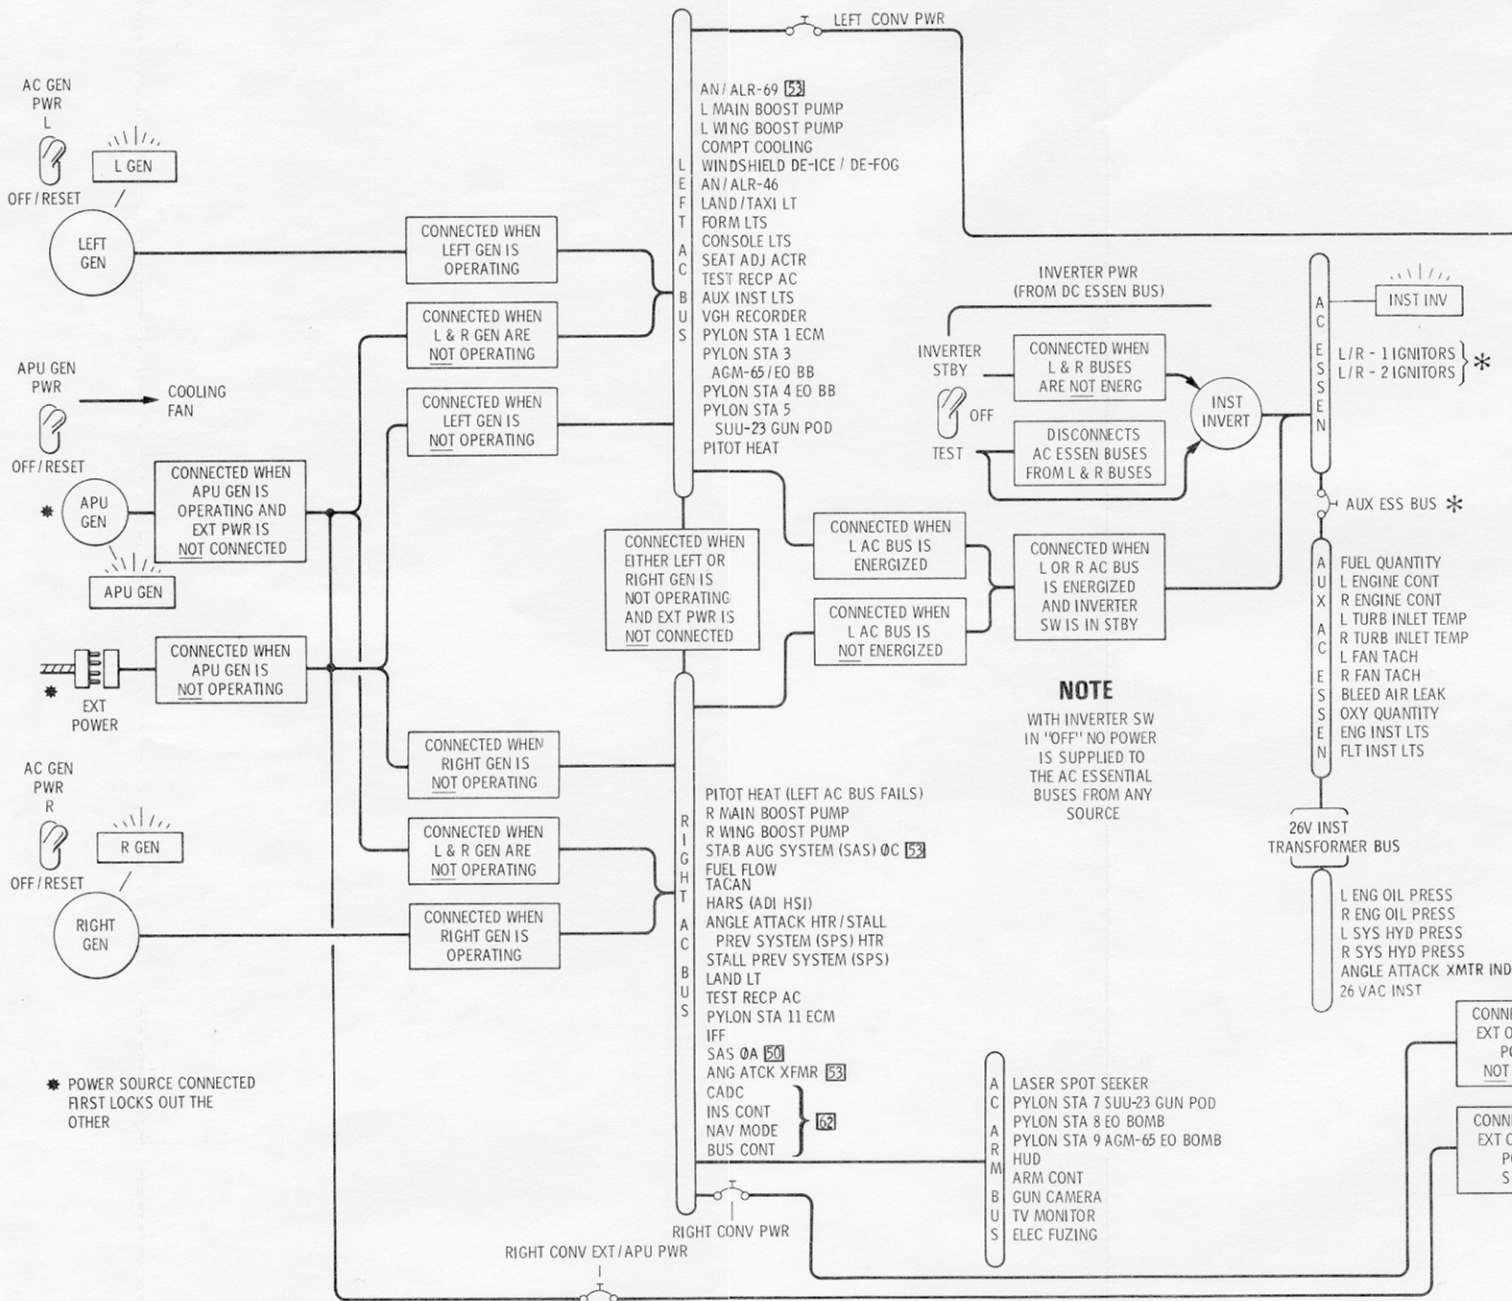 AC GEN
PWR
L
OFF/RESET
L GEN
LEFT
GEN
APU GEN
PWR
COOLING
FAN
OFF/RESET
APU
GEN
APU GEN
CONNECTED WHEN
APU GEN IS
OPERATING AND
EXT PWR IS
NOT CONNECTED
EXT
POWER
CONNECTED WHEN
APU GEN IS
NOT OPERATING
AC GEN
PWR
R
OFF/RESET
R GEN
RIGHT
GEN
POWER SOURCE CONNECTED
FIRST LOCKS OUT THE
OTHER
CONNECTED WHEN
LEFT GEN IS
OPERATING
CONNECTED WHEN
L & R GEN ARE
NOT OPERATING
CONNECTED WHEN
LEFT GEN IS
NOT OPERATING
CONNECTED WHEN
RIGHT GEN IS
NOT OPERATING
CONNECTED WHEN
L & R GEN ARE
NOT OPERATING
CONNECTED WHEN
RIGHT GEN IS
OPERATING
LEFT CONV PWR
LEFT AC BUS
AN/ALR-69 53
L MAIN BOOST PUMP
L WING BOOST PUMP
COMPT COOLING
WINDSHIELD DE-ICE / DE-FOG
AN/ALR-46
LAND/TAXI LT
FORM LTS
CONSOLE LTS
SEAT ADJ ACTR
TEST RECP AC
AUX INST LTS
VGH RECORDER
PYLON STA 1 ECM
PYLON STA 3
AGM-65/EO BB
PYLON STA 4 EO BB
PYLON STA 5
SUU-23 GUN POD
PITOT HEAT
CONNECTED WHEN
EITHER LEFT OR
RIGHT GEN IS
NOT OPERATING
AND EXT PWR IS
NOT CONNECTED
CONNECTED WHEN
L AC BUS IS
ENERGIZED
CONNECTED WHEN
L AC BUS IS
NOT ENERGIZED
CONNECTED WHEN
L OR R AC BUS
IS ENERGIZED
AND INVERTER
SW IS IN STBY
INVERTER PWR
(FROM DC ESSEN BUS)
INVERTER
STBY
OFF
TEST
CONNECTED WHEN
L & R BUSES
ARE NOT ENERG
DISCONNECTS
AC ESSEN BUSES
FROM L & R BUSES
INST
INVERT
AC ESSEN
INST INV
L/R - 1 IGNITORS
L/R - 2 IGNITORS
*
AUX ESS BUS *
AUX AC ESSEN
FUEL QUANTITY
L ENGINE CONT
R ENGINE CONT
L TURB INLET TEMP
R TURB INLET TEMP
L FAN TACH
R FAN TACH
BLEED AIR LEAK
OXY QUANTITY
ENG INST LTS
FLT INST LTS
26V INST
TRANSFORMER BUS
L ENG OIL PRESS
R ENG OIL PRESS
L SYS HYD PRESS
R SYS HYD PRESS
ANGLE ATTACK XMTR IND
26 VAC INST
NOTE
WITH INVERTER SW
IN "OFF" NO POWER
IS SUPPLIED TO
THE AC ESSENTIAL
BUSES FROM ANY
SOURCE
RIGHT AC BUS
PITOT HEAT (LEFT AC BUS FAILS)
R MAIN BOOST PUMP
R WING BOOST PUMP
STAB AUG SYSTEM (SAS) ØC 53
FUEL FLOW
TACAN
HARS (ADI HSI)
ANGLE ATTACK HTR/STALL
PREV SYSTEM (SPS) HTR
STALL PREV SYSTEM (SPS)
LAND LT
TEST RECP AC
PYLON STA 11 ECM
IFF
SAS ØA 50
ANG ATCK XFMR 53
CADC
INS CONT
NAV MODE
BUS CONT
62
AC ARM BUS
LASER SPOT SEEKER
PYLON STA 7 SUU-23 GUN POD
PYLON STA 8 EO BOMB
PYLON STA 9 AGM-65 EO BOMB
HUD
ARM CONT
GUN CAMERA
TV MONITOR
ELEC FUZING
RIGHT CONV PWR
RIGHT CONV EXT/APU PWR
EXT
NOT
EXT